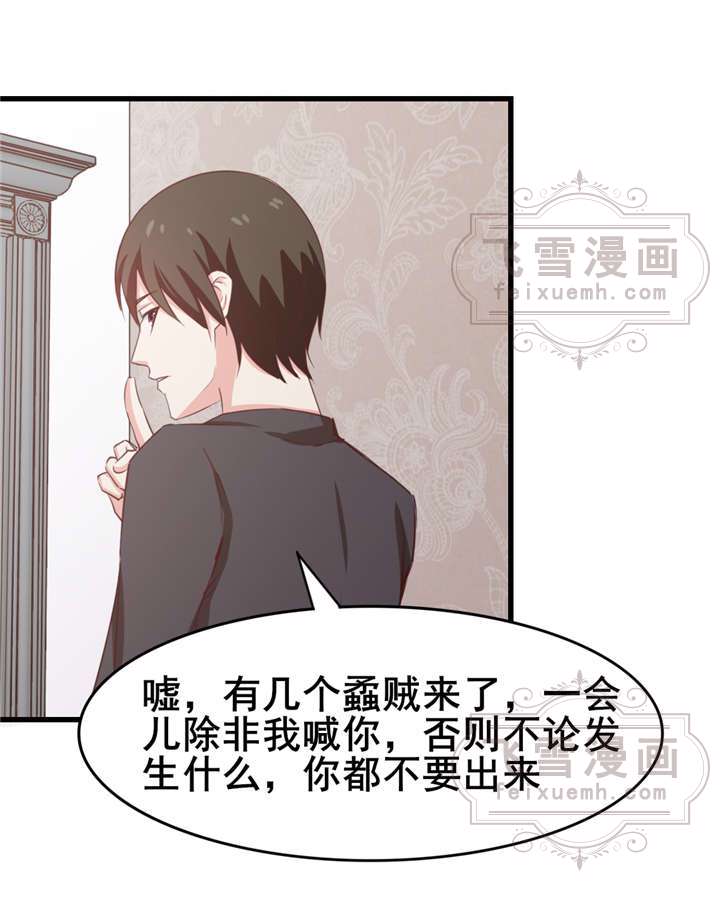 飞雪漫画
feixuemh.com
嘘，有几个蟊贼来了，一会
儿除非我喊你，否则不论发
生什么，你都不要出来
飞雪漫画
feixuemh.com